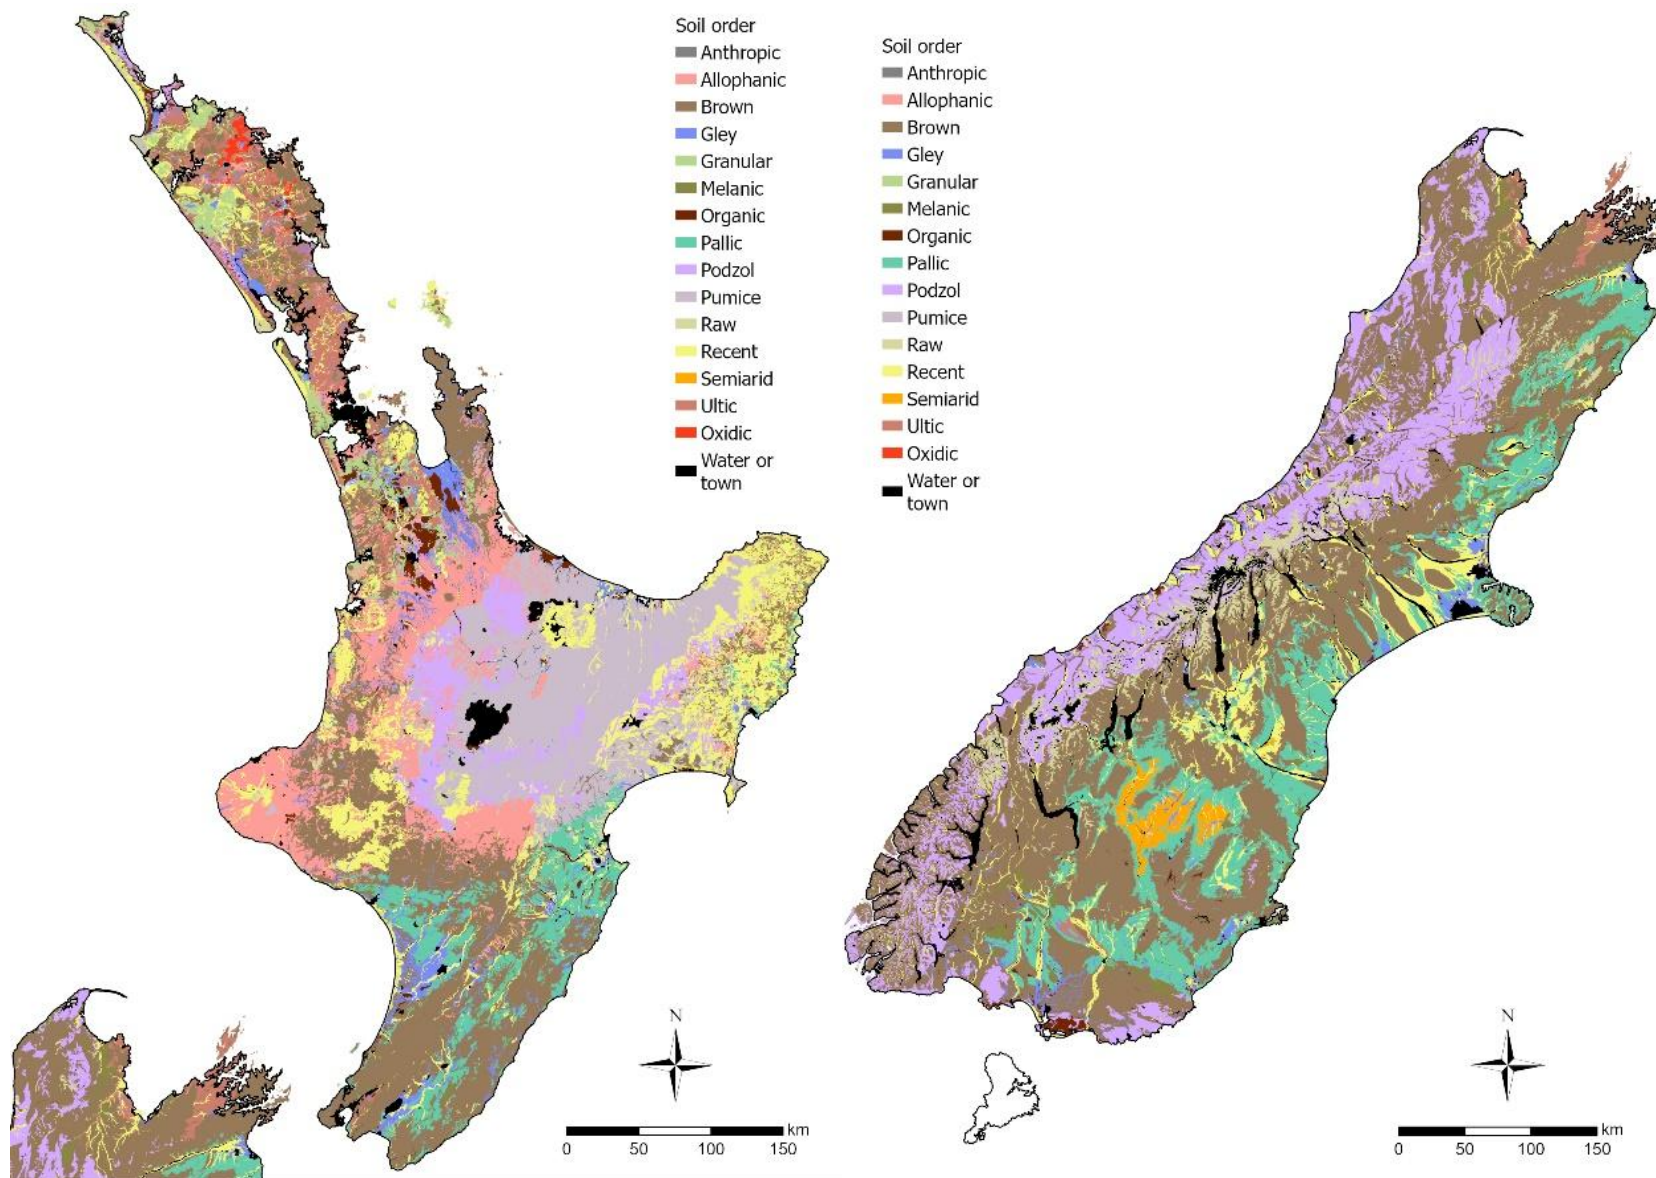 Soil order
Anthropic
Allophanic
Brown
Gley
Granular
Melanic
Organic
Pallic
Podzol
Pumice
Raw
Recent
Semiarid
Ultic
Oxidic
Water or
town
Soil order
Anthropic
Allophanic
Brown
Gley
Granular
Melanic
Organic
Pallic
Podzol
Pumice
Raw
Recent
Semiarid
Ultic
Oxidic
Water or
town
N
km
0 50 100 150
N
km
0 50 100 150